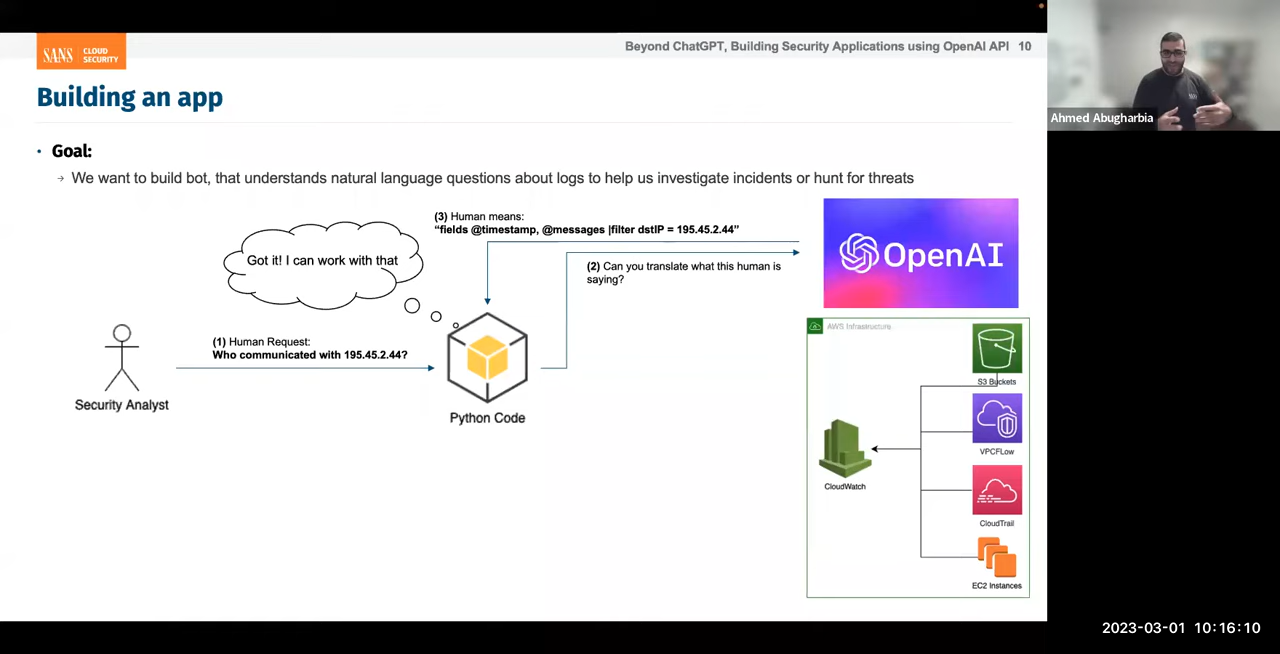 SANS
CLOUD
SECURITY
Beyond ChatGPT, Building Security Applications using OpenAI API 10
Building an app
• Goal:
→ We want to build bot, that understands natural language questions about logs to help us investigate incidents or hunt for threats
(3) Human means:
“fields @timestamp, @messages |filter dstIP = 195.45.2.44”
Got it! I can work with that
(2) Can you translate what this human is
saying?
OpenAI
(1) Human Request:
Who communicated with 195.45.2.44?
Security Analyst
Python Code
AWS Infrastructure
S3 Buckets
VPCFLow
CloudWatch
CloudTrail
EC2 Instances
Ahmed Abugharbia
2023-03-01 10:16:10